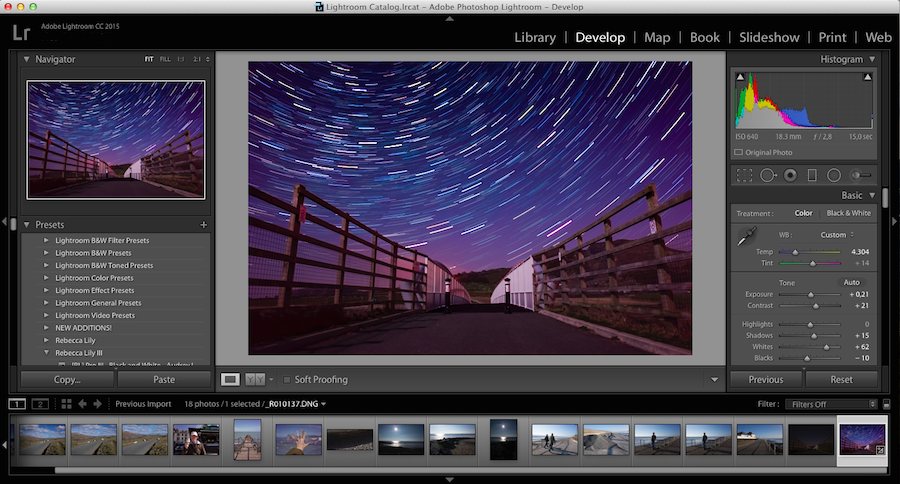 Lightroom Catalog.lrcat – Adobe Photoshop Lightroom – Develop
Lr
Adobe Lightroom CC 2015
Library | Develop | Map | Book | Slideshow | Print | Web
Navigator FIT FILL 1:1 2:1
Histogram
ISO 640 18.3 mm ƒ / 2,8 15,0 sec
Original Photo
Basic
Treatment : Color Black & White
WB : Custom
Temp 4.304
Tint + 14
Tone Auto
Exposure + 0,21
Contrast + 21
Highlights 0
Shadows + 15
Whites + 62
Blacks − 10
Presets +
Lightroom B&W Filter Presets
Lightroom B&W Presets
Lightroom B&W Toned Presets
Lightroom Color Presets
Lightroom Effect Presets
Lightroom General Presets
Lightroom Video Presets
NEW ADDITIONS!
Rebecca Lily
Rebecca Lily III
Copy... Paste
Y Y Soft Proofing
Previous Reset
1 2 Previous Import 18 photos / 1 selected / _R010137.DNG
Filter : Filters Off